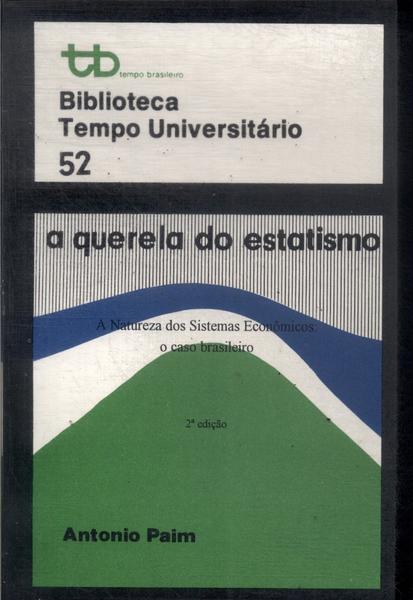 tb
tempo brasileiro
Biblioteca
Tempo Universitário
52
a querela do estatismo
A Natureza dos Sistemas Econômicos:
o caso brasileiro
2ª edição
Antonio Paim